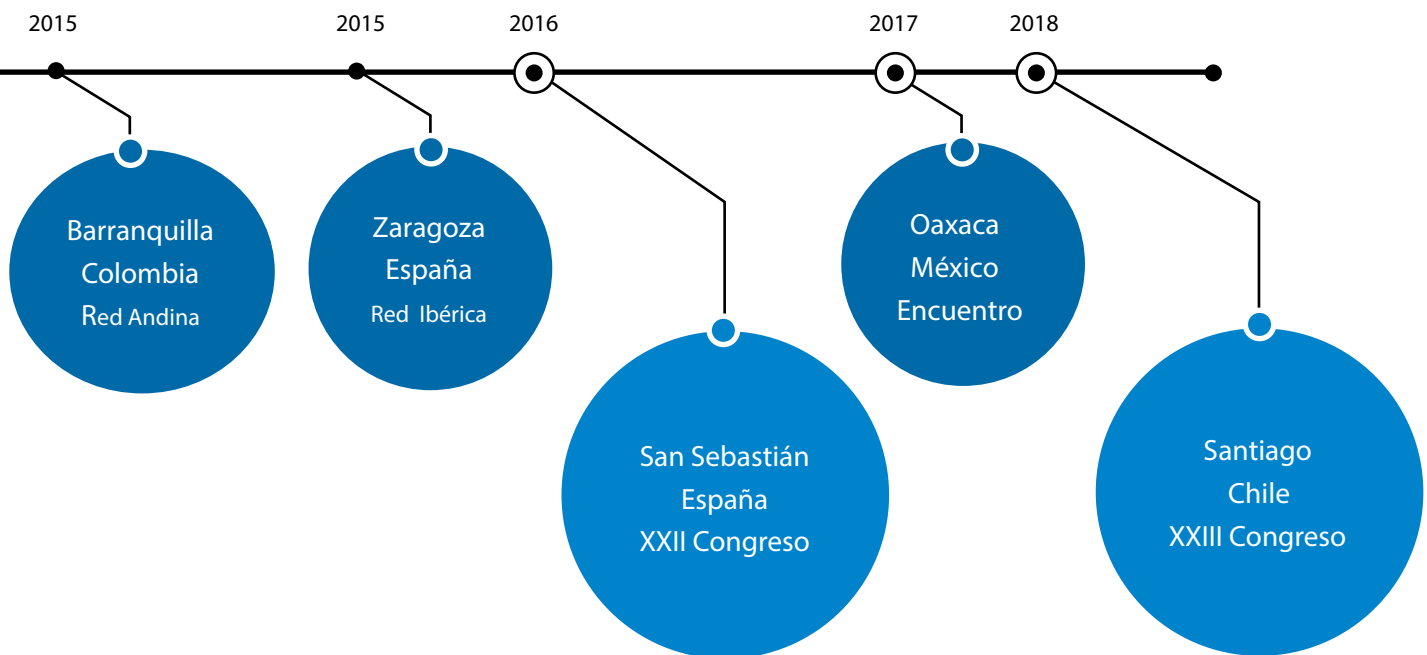 2015
2015
2016
2017
2018
Barranquilla
Colombia
Red Andina
Zaragoza
España
Red Ibérica
San Sebastián
España
XXII Congreso
Oaxaca
México
Encuentro
Santiago
Chile
XXIII Congreso